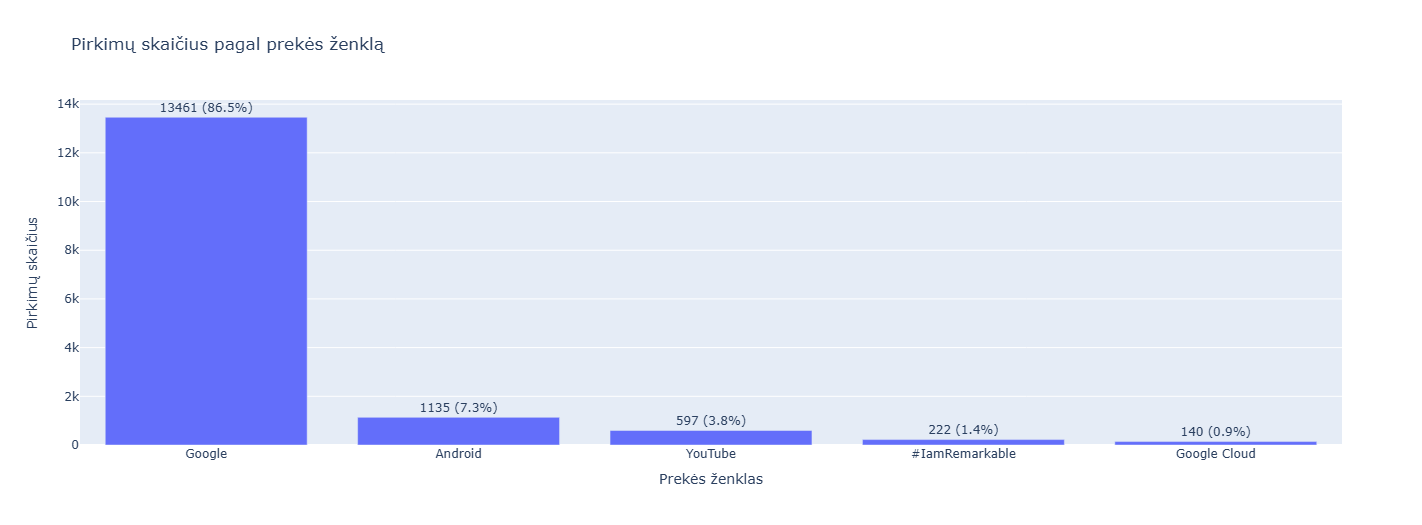 Pirkimų skaičius pagal prekės ženklą
Pirkimų skaičius
14k
12k
10k
8k
6k
4k
2k
0
13461 (86.5%)
1135 (7.3%)
597 (3.8%)
222 (1.4%)
140 (0.9%)
Google
Android
YouTube
#IamRemarkable
Google Cloud
Prekės ženklas